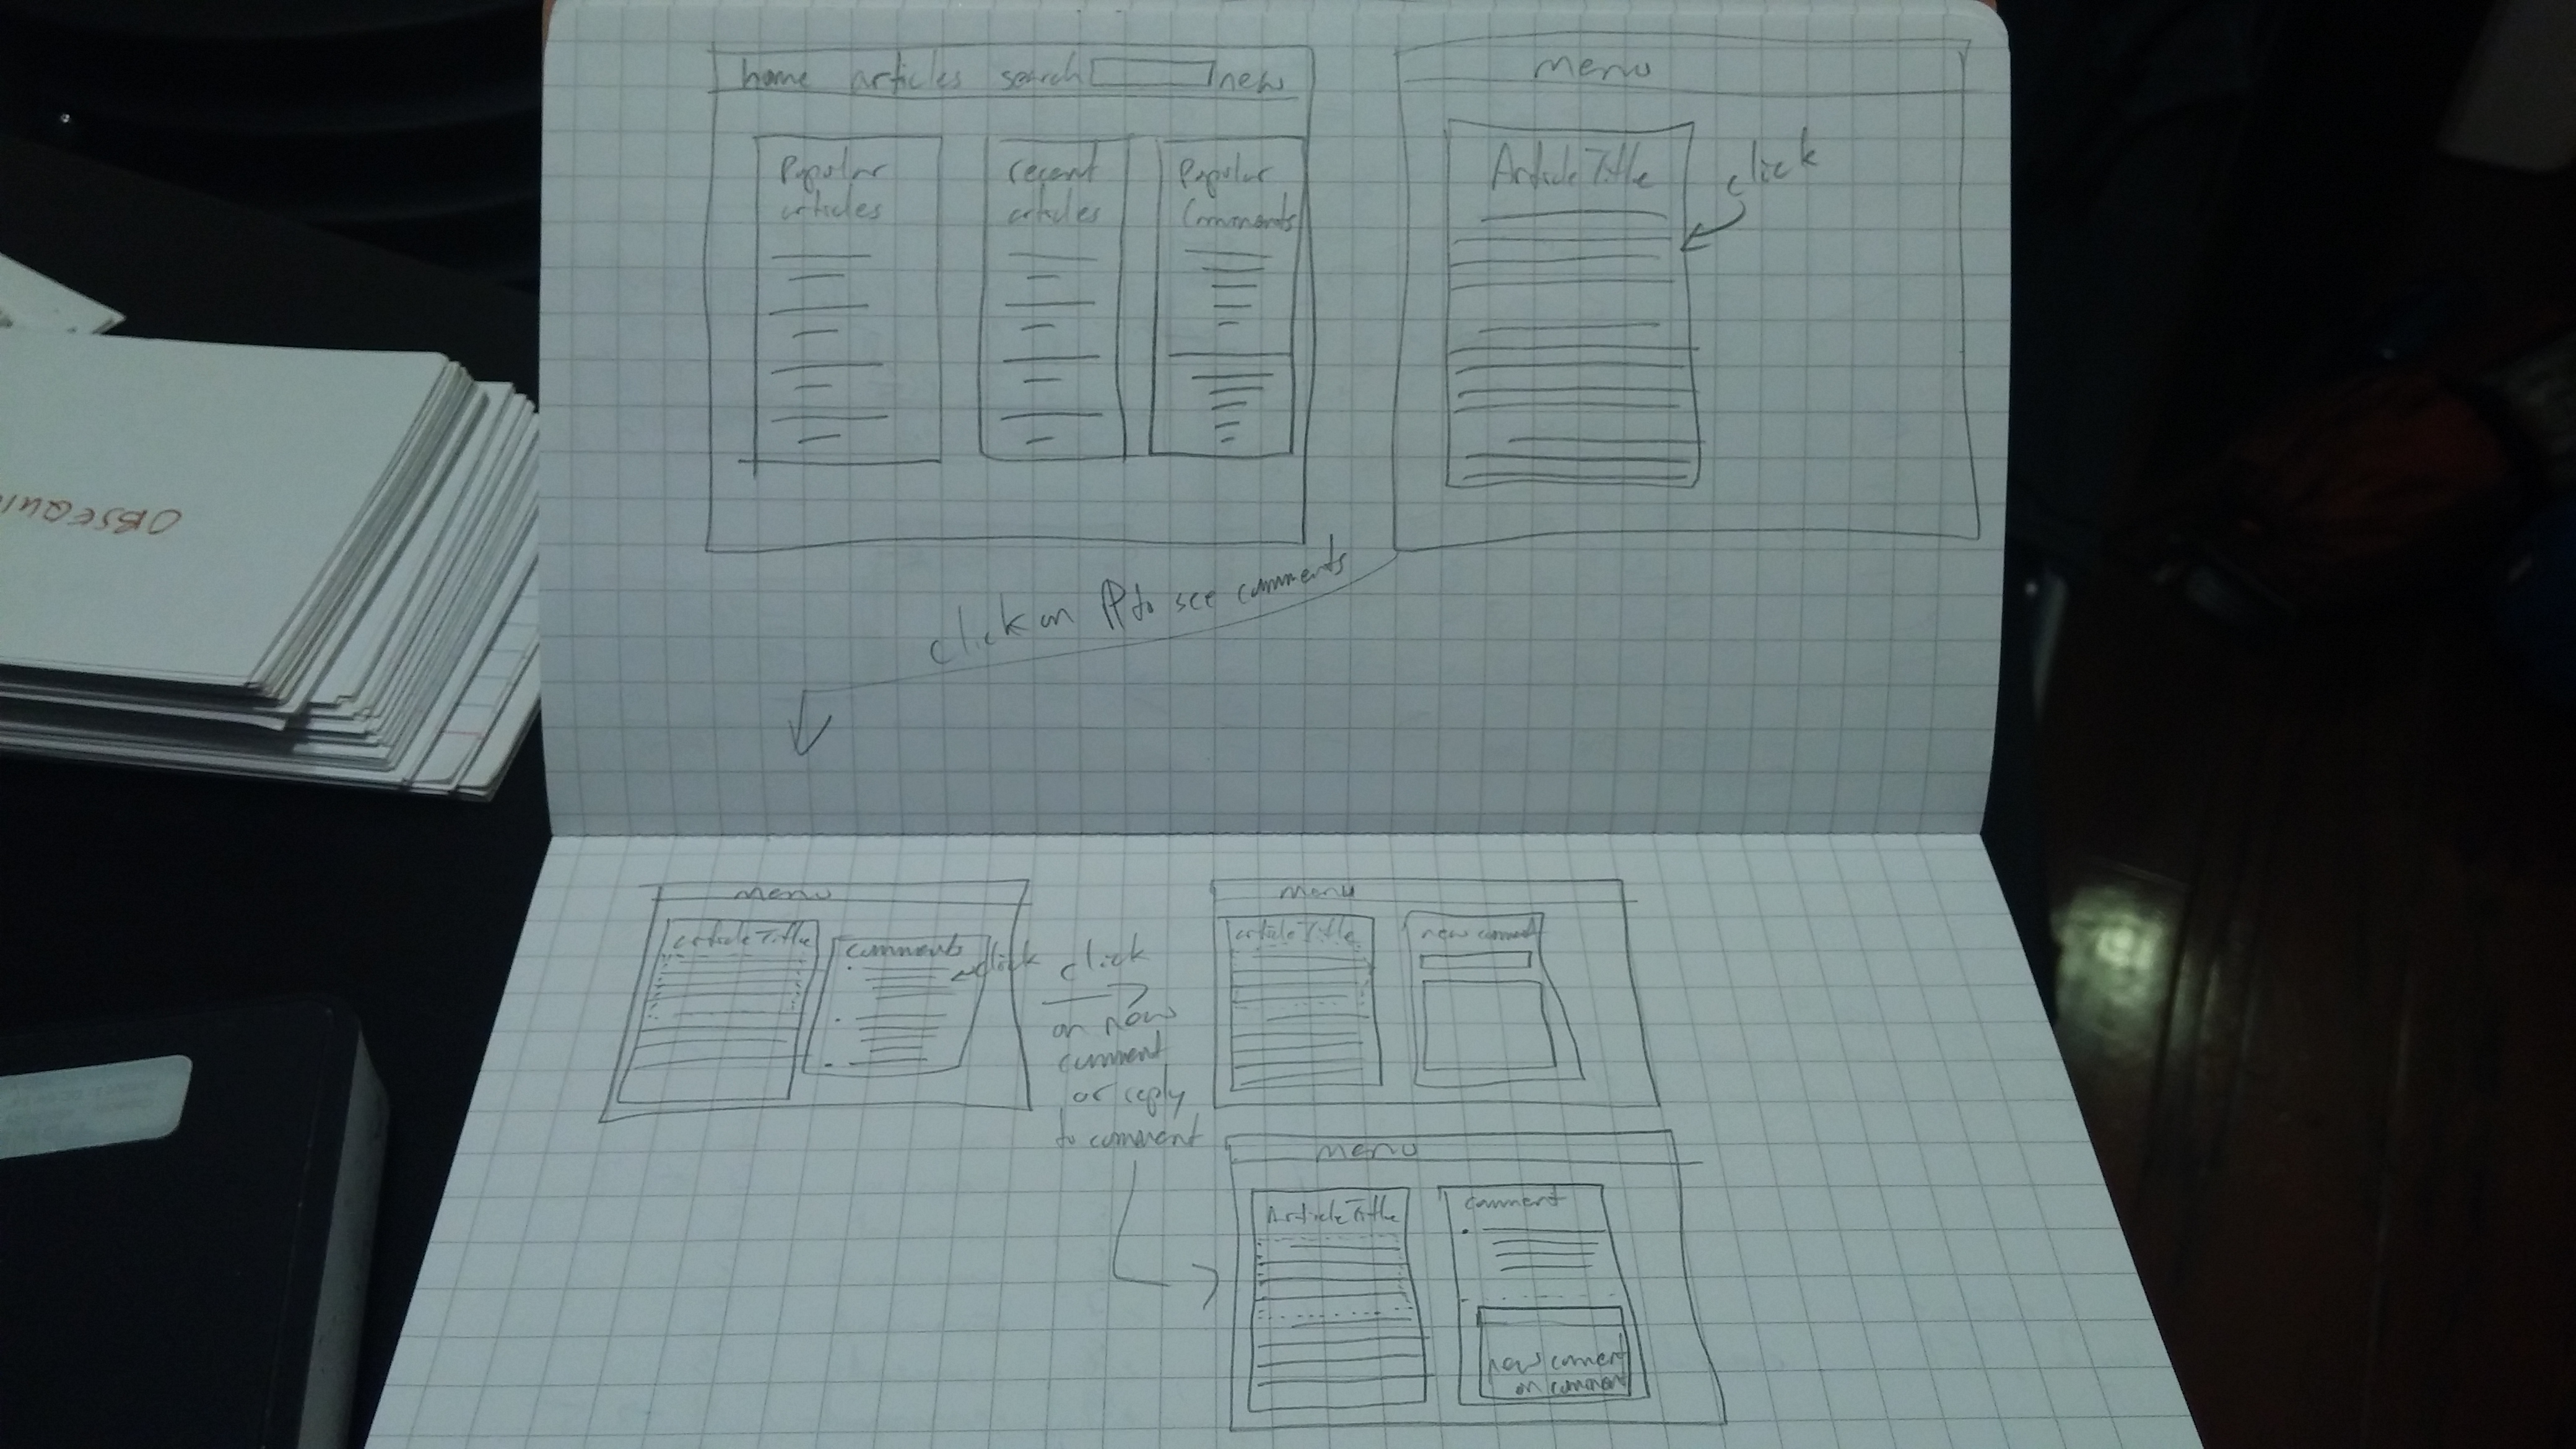 home articles search new
Popular
articles
recent
articles
Popular
Comments
menu
Article Title
click
click on ¶ to see comments
OBSEQUI
menu
article Title
comments
click
click
on new
comment
or reply
to comment
menu
article Title
new comment
menu
Article Title
comment
new comment
on comment